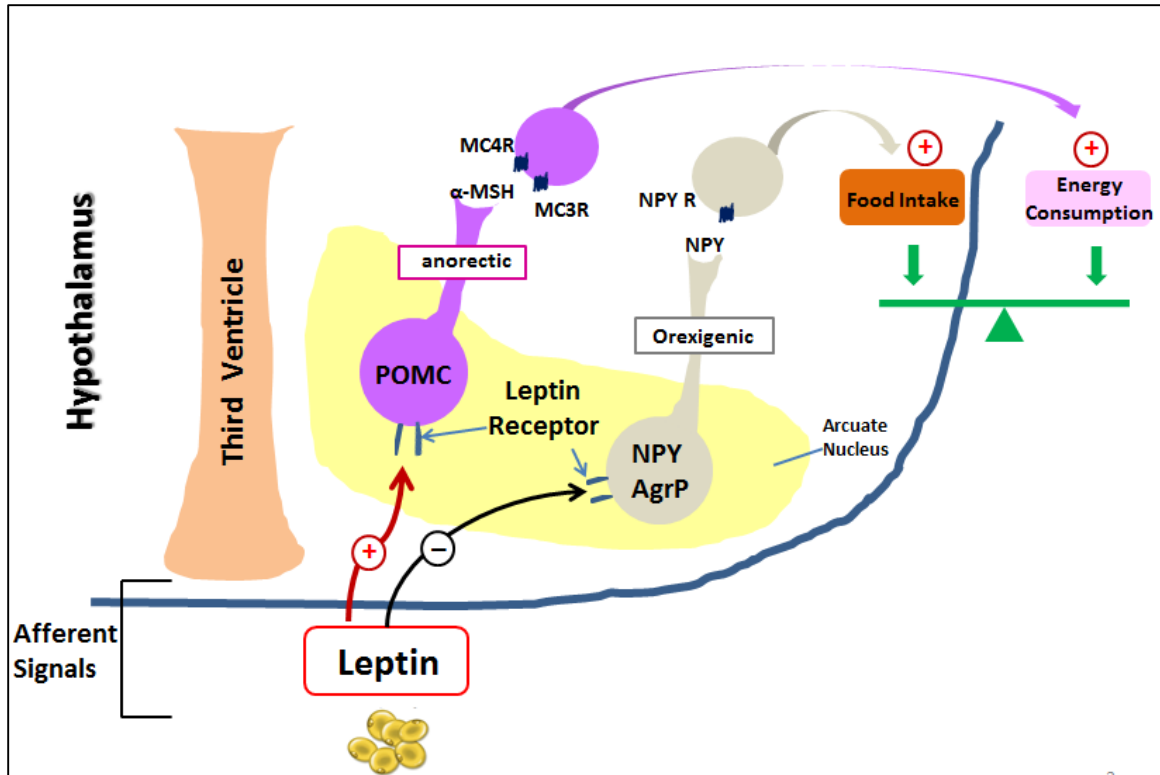 Hypothalamus
Third Ventricle
MC4R
α-MSH
MC3R
anorectic
POMC
Leptin
Receptor
NPY R
NPY
Orexigenic
NPY
AgrP
Arcuate
Nucleus
+
Food Intake
+
Energy
Consumption
+
−
Afferent
Signals
Leptin